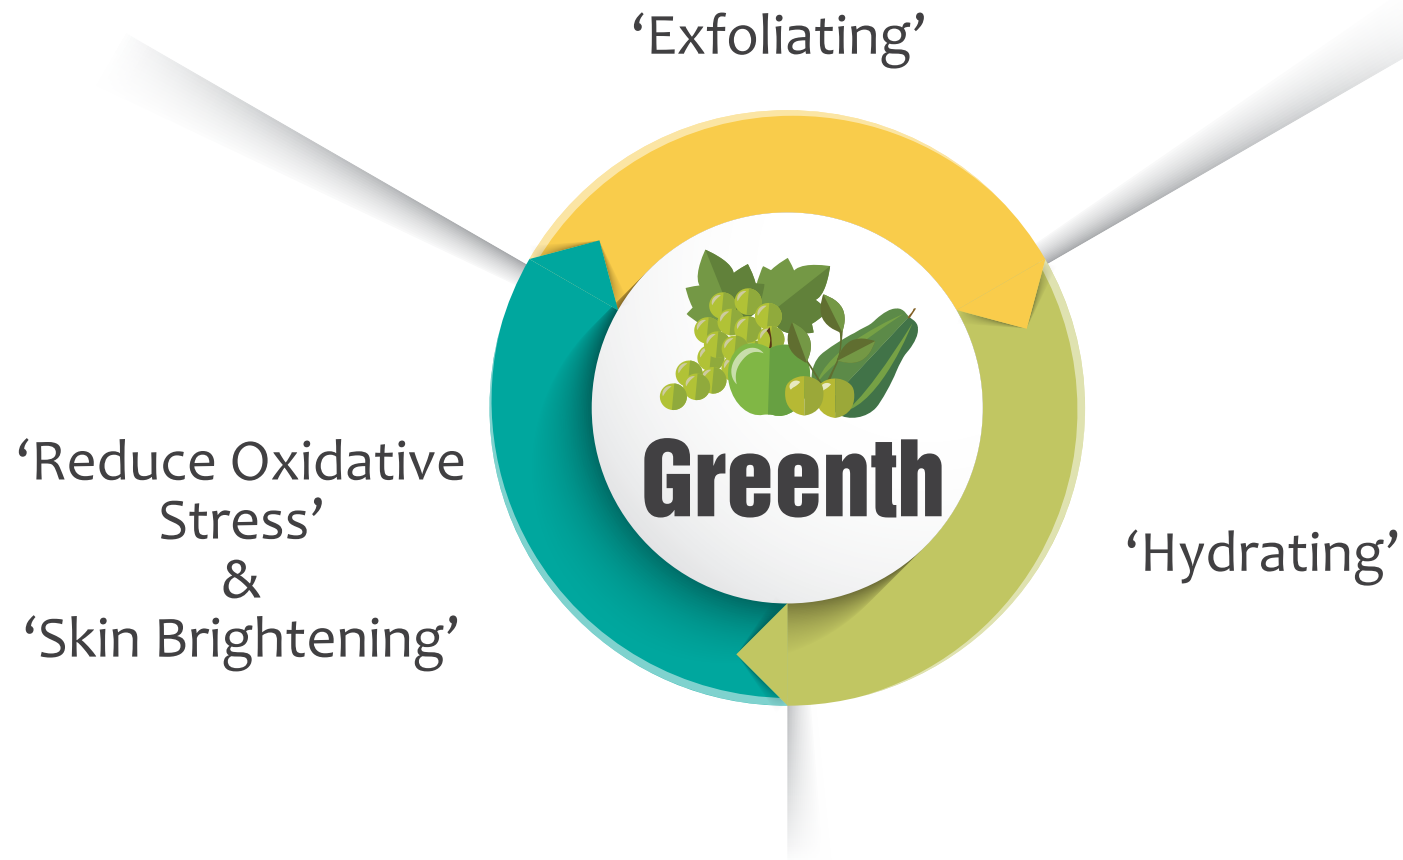 ‘Exfoliating’
‘Reduce Oxidative
Stress’
&
‘Skin Brightening’
Greenth
‘Hydrating’